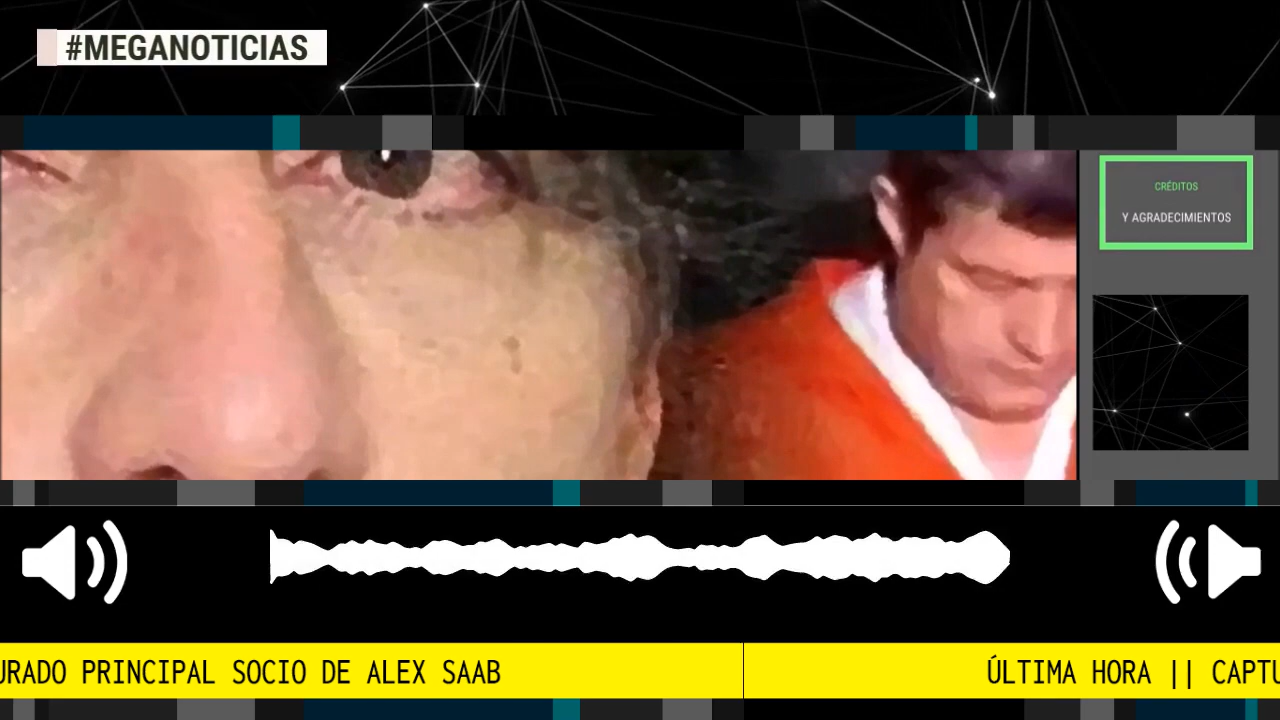 #MEGANOTICIAS
CRÉDITOS
Y AGRADECIMIENTOS
URADO PRINCIPAL SOCIO DE ALEX SAAB
ÚLTIMA HORA || CAPTU